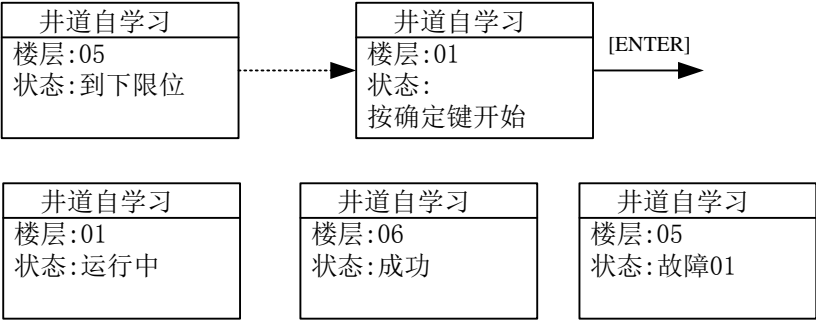 井道自学习
楼层:05
状态:到下限位
井道自学习
楼层:01
状态:
按确定键开始
[ENTER]
井道自学习
楼层:01
状态:运行中
井道自学习
楼层:06
状态:成功
井道自学习
楼层:05
状态:故障01